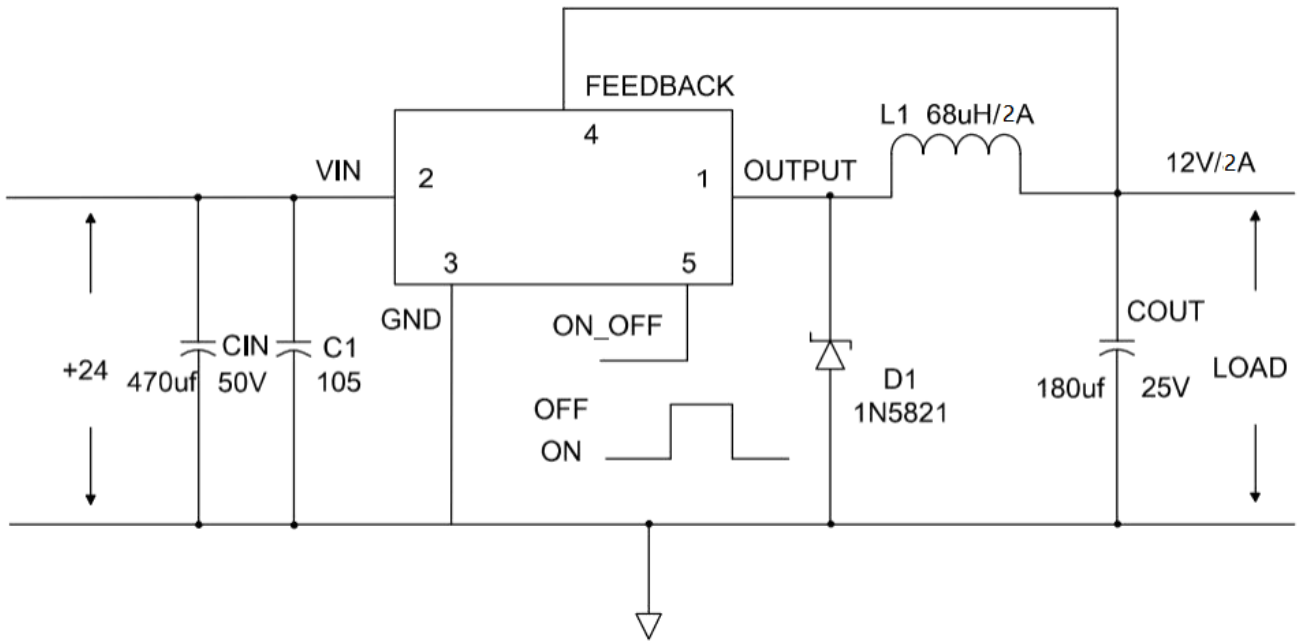 FEEDBACK
4
L1 68uH/2A
VIN
2
1
OUTPUT
12V/2A
3
5
GND
ON_OFF
COUT
CIN
C1
+24
470uf
50V
105
LOAD
D1
180uf
25V
OFF
1N5821
ON